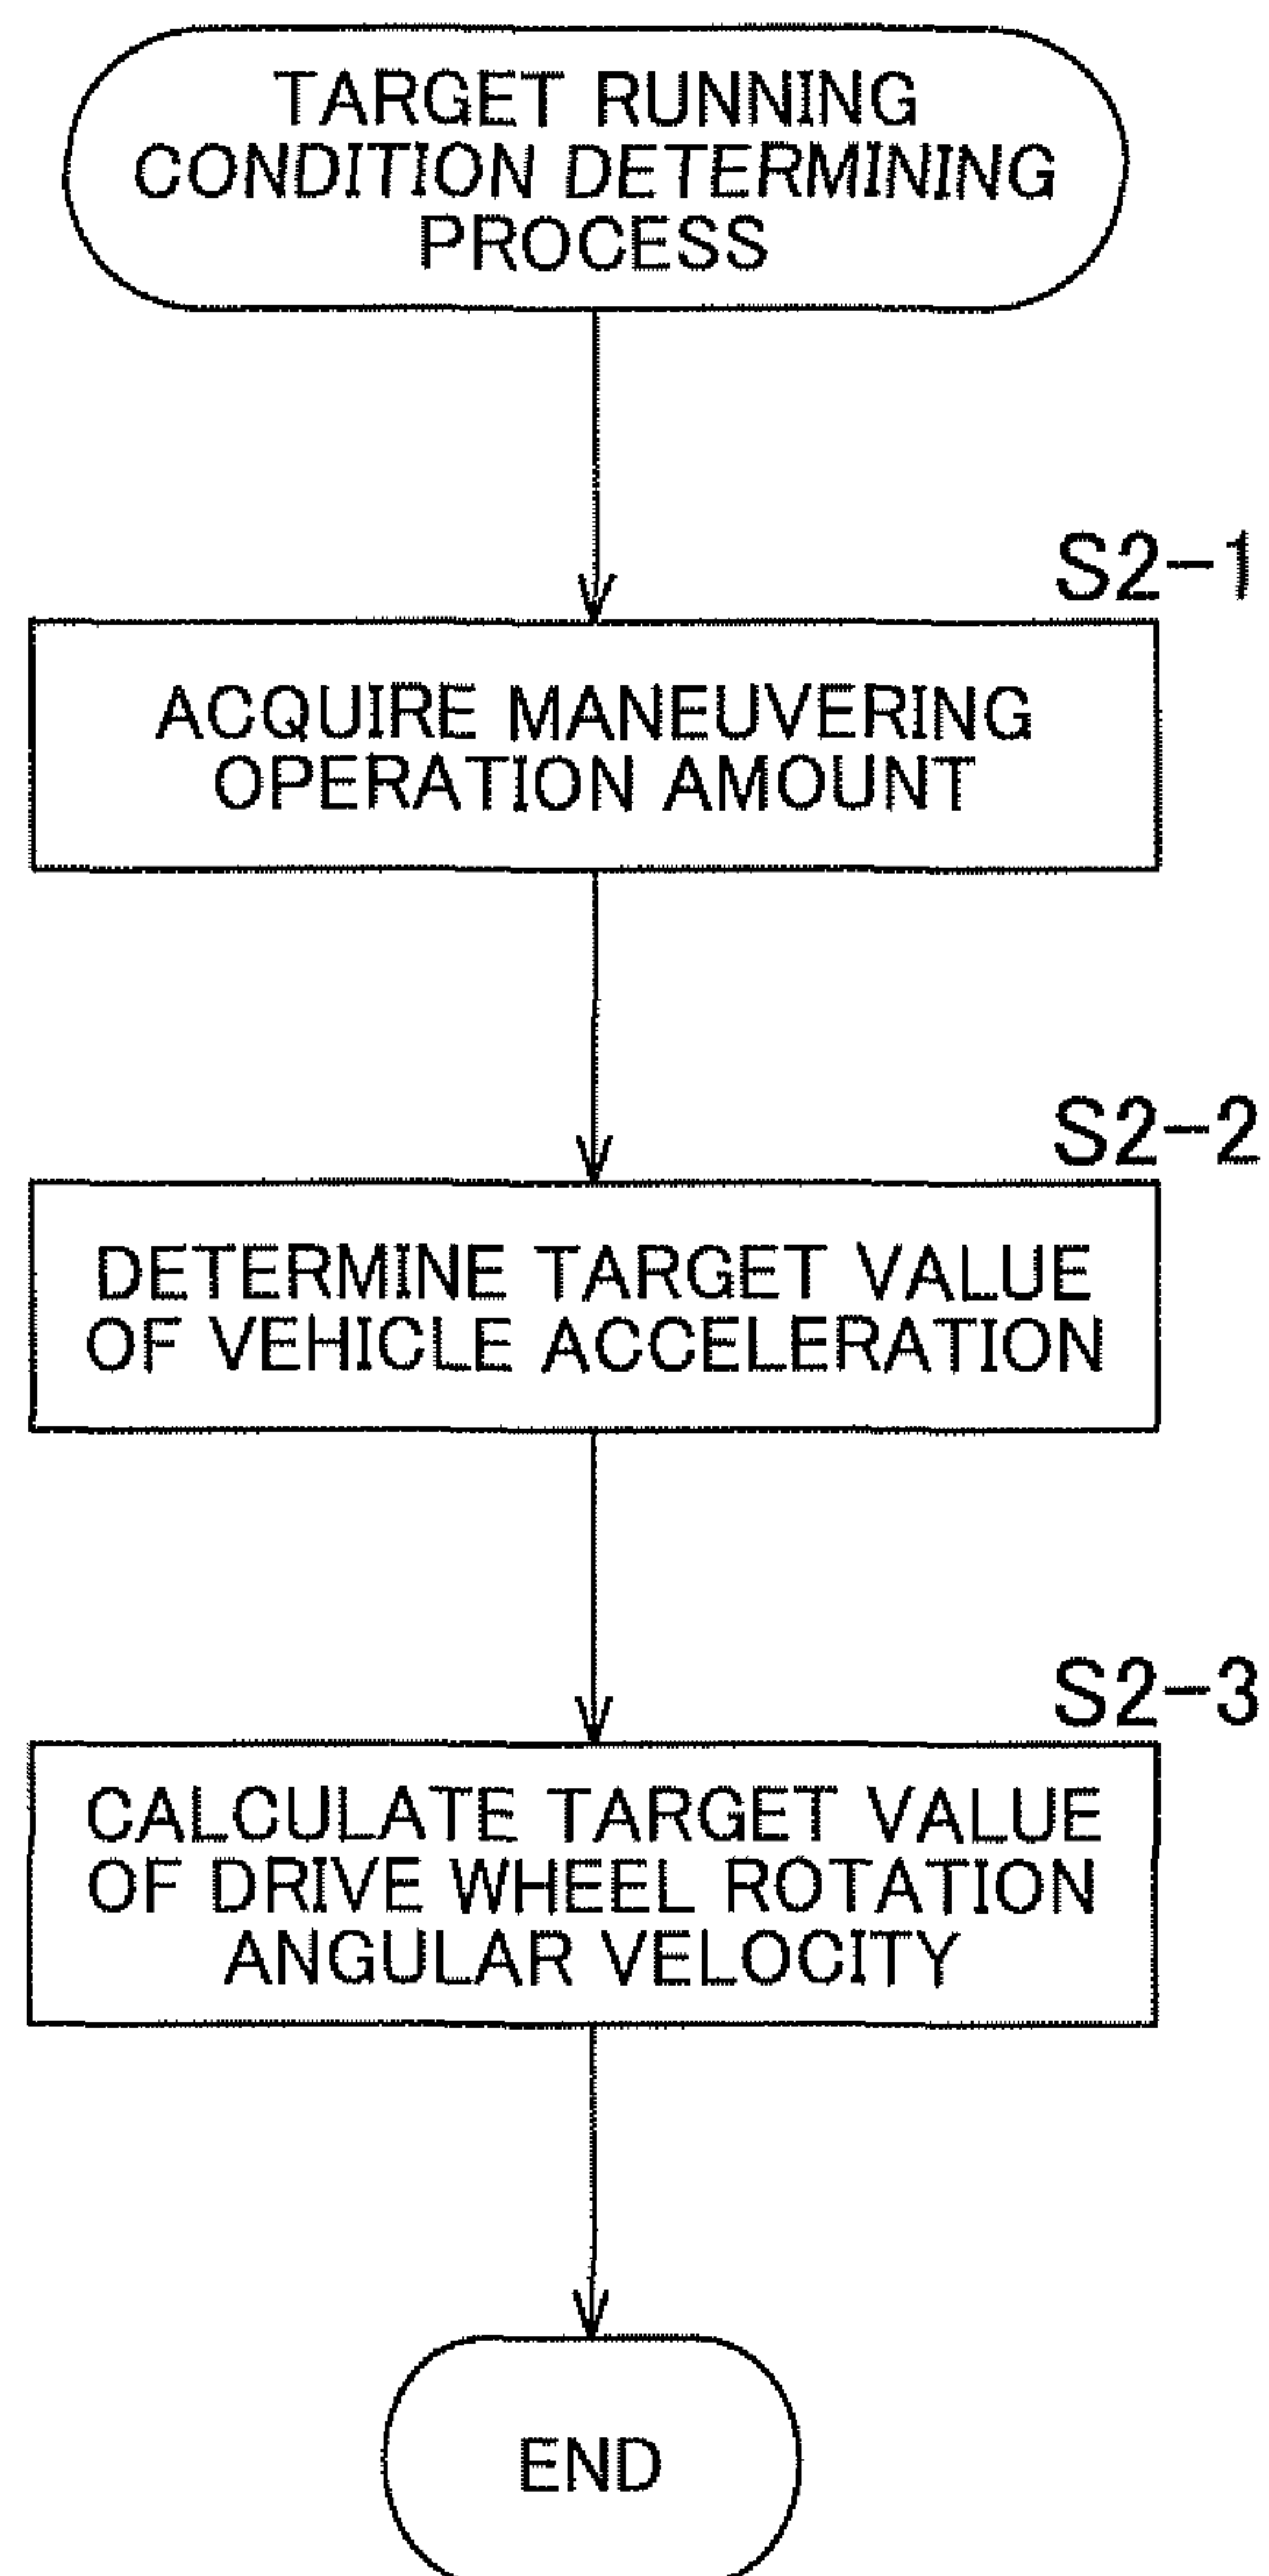 TARGET RUNNING
CONDITION DETERMINING
PROCESS
S2-1
ACQUIRE MANEUVERING
OPERATION AMOUNT
S2-2
DETERMINE TARGET VALUE
OF VEHICLE ACCELERATION
S2-3
CALCULATE TARGET VALUE
OF DRIVE WHEEL ROTATION
ANGULAR VELOCITY
END